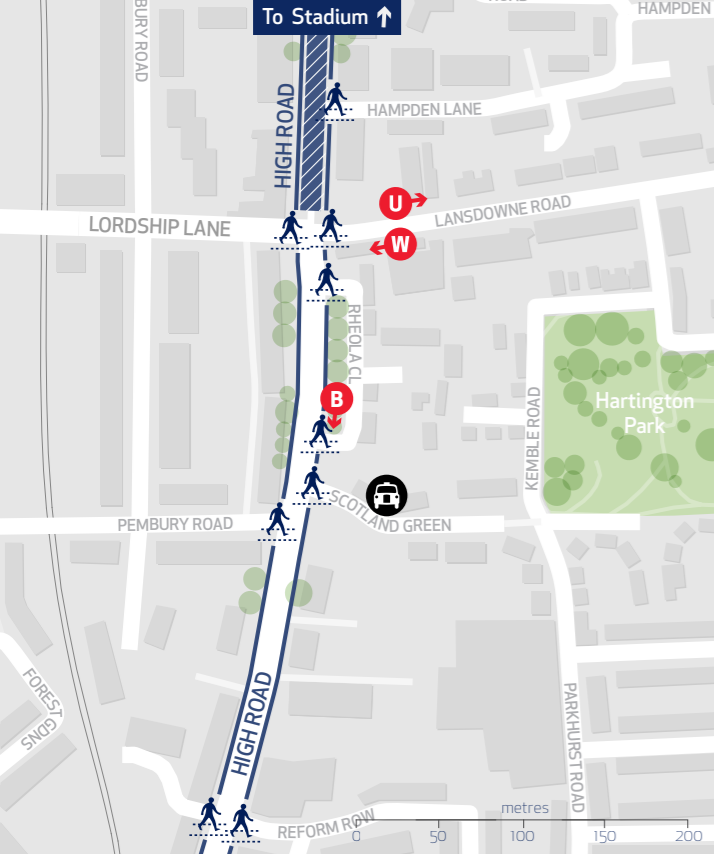 ROAD
HAMPDEN
To Stadium
BURY ROAD
HIGH ROAD
HAMPDEN LANE
LORDSHIP LANE
U
LANSDOWNE ROAD
W
RHEOLA CL
B
KEMBLE ROAD
Hartington
Park
SCOTLAND GREEN
PEMBURY ROAD
FOREST
GDNS
HIGH ROAD
PARKHURST ROAD
REFORM ROW
metres
0 50 100 150 200